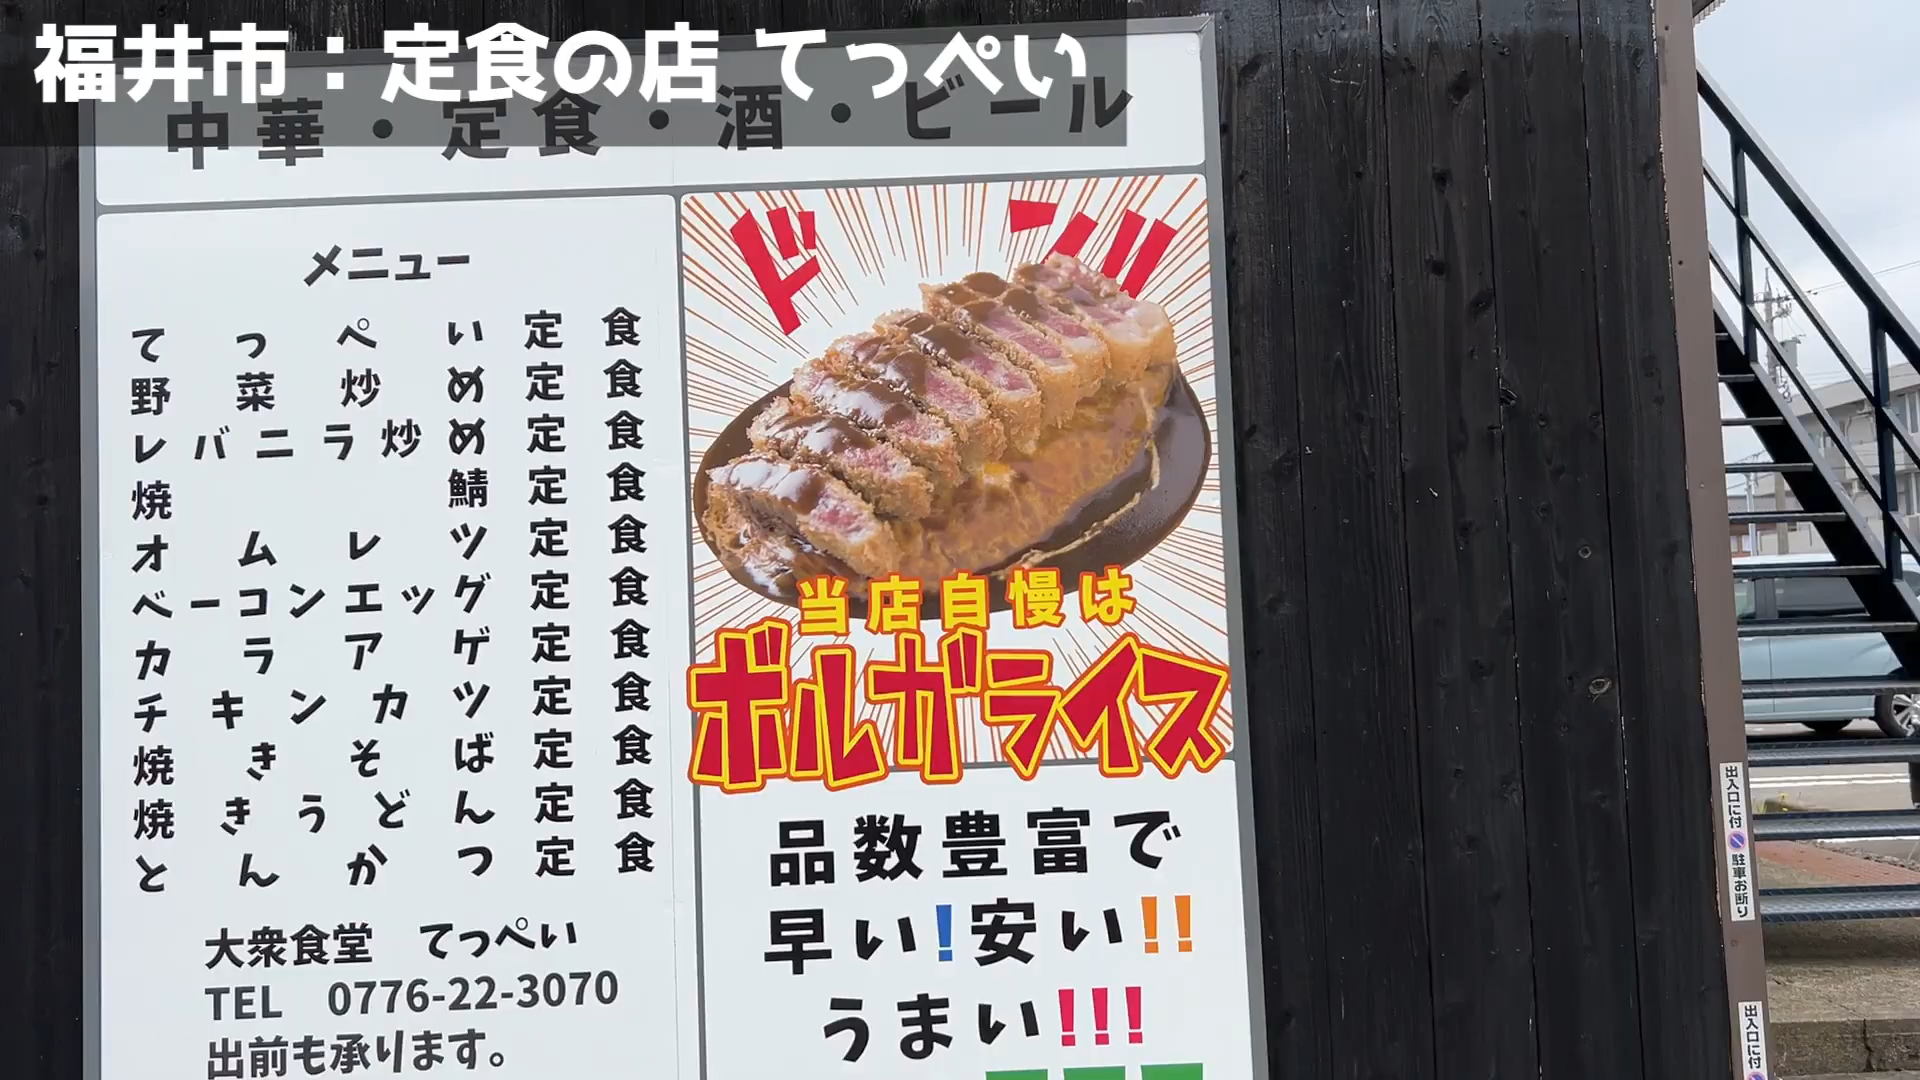 福井市：定食の店 てっぺい
中華・定食・酒・ビール
メニュー
てっぺい定食
野菜炒め定食
レバニラ炒め定食
焼鯖定食
オムレツ定食
ベーコンエッグ定食
カラアゲ定食
チキンカツ定食
焼きそば定食
焼きうどん定食
とんかつ定食
大衆食堂 てっぺい
TEL 0776-22-3070
出前も承ります。
ドーン!!
当店自慢は
ボルガライス
品数豊富で
早い!安い!!
うまい!!!
出入口に付駐車お断り
出入口に付